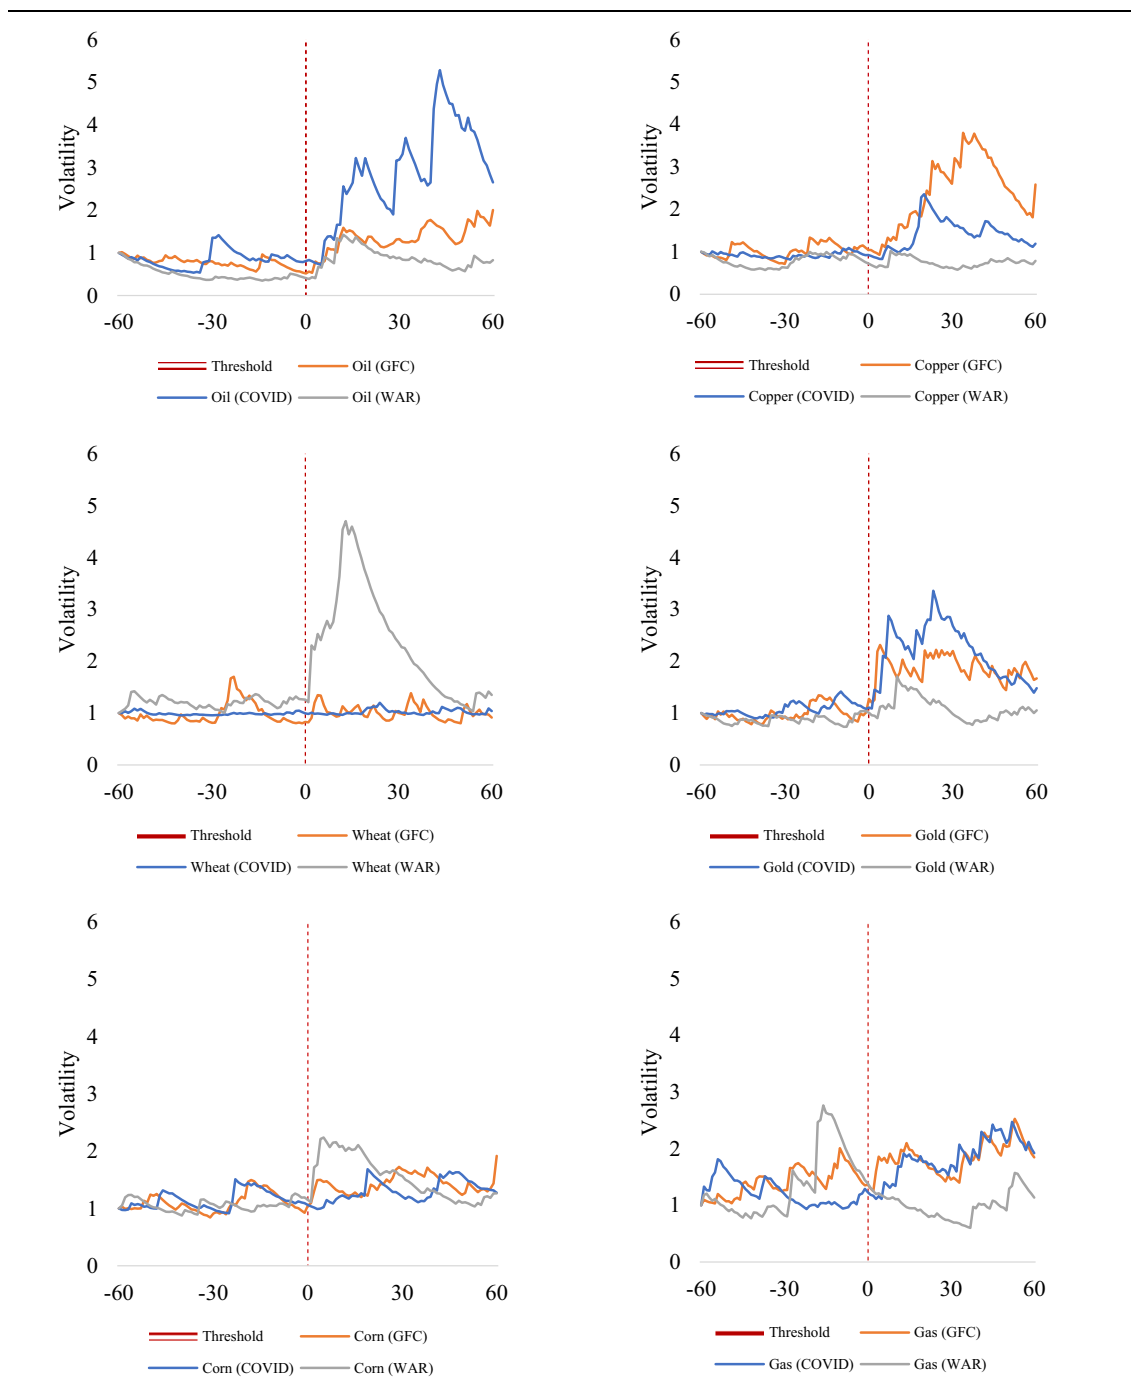 6
6
5
5
4
4
3
3
2
2
1
1
0
0
Volatility
Volatility
-60 -30 0 30 60
-60 -30 0 30 60
Threshold Oil (GFC)
Oil (COVID) Oil (WAR)
Threshold Copper (GFC)
Copper (COVID) Copper (WAR)
6
6
5
5
4
4
3
3
2
2
1
1
0
0
Volatility
Volatility
-60 -30 0 30 60
-60 -30 0 30 60
Threshold Wheat (GFC)
Wheat (COVID) Wheat (WAR)
Threshold Gold (GFC)
Gold (COVID) Gold (WAR)
6
6
5
5
4
4
3
3
2
2
1
1
0
0
Volatility
Volatility
-60 -30 0 30 60
-60 -30 0 30 60
Threshold Corn (GFC)
Corn (COVID) Corn (WAR)
Threshold Gas (GFC)
Gas (COVID) Gas (WAR)